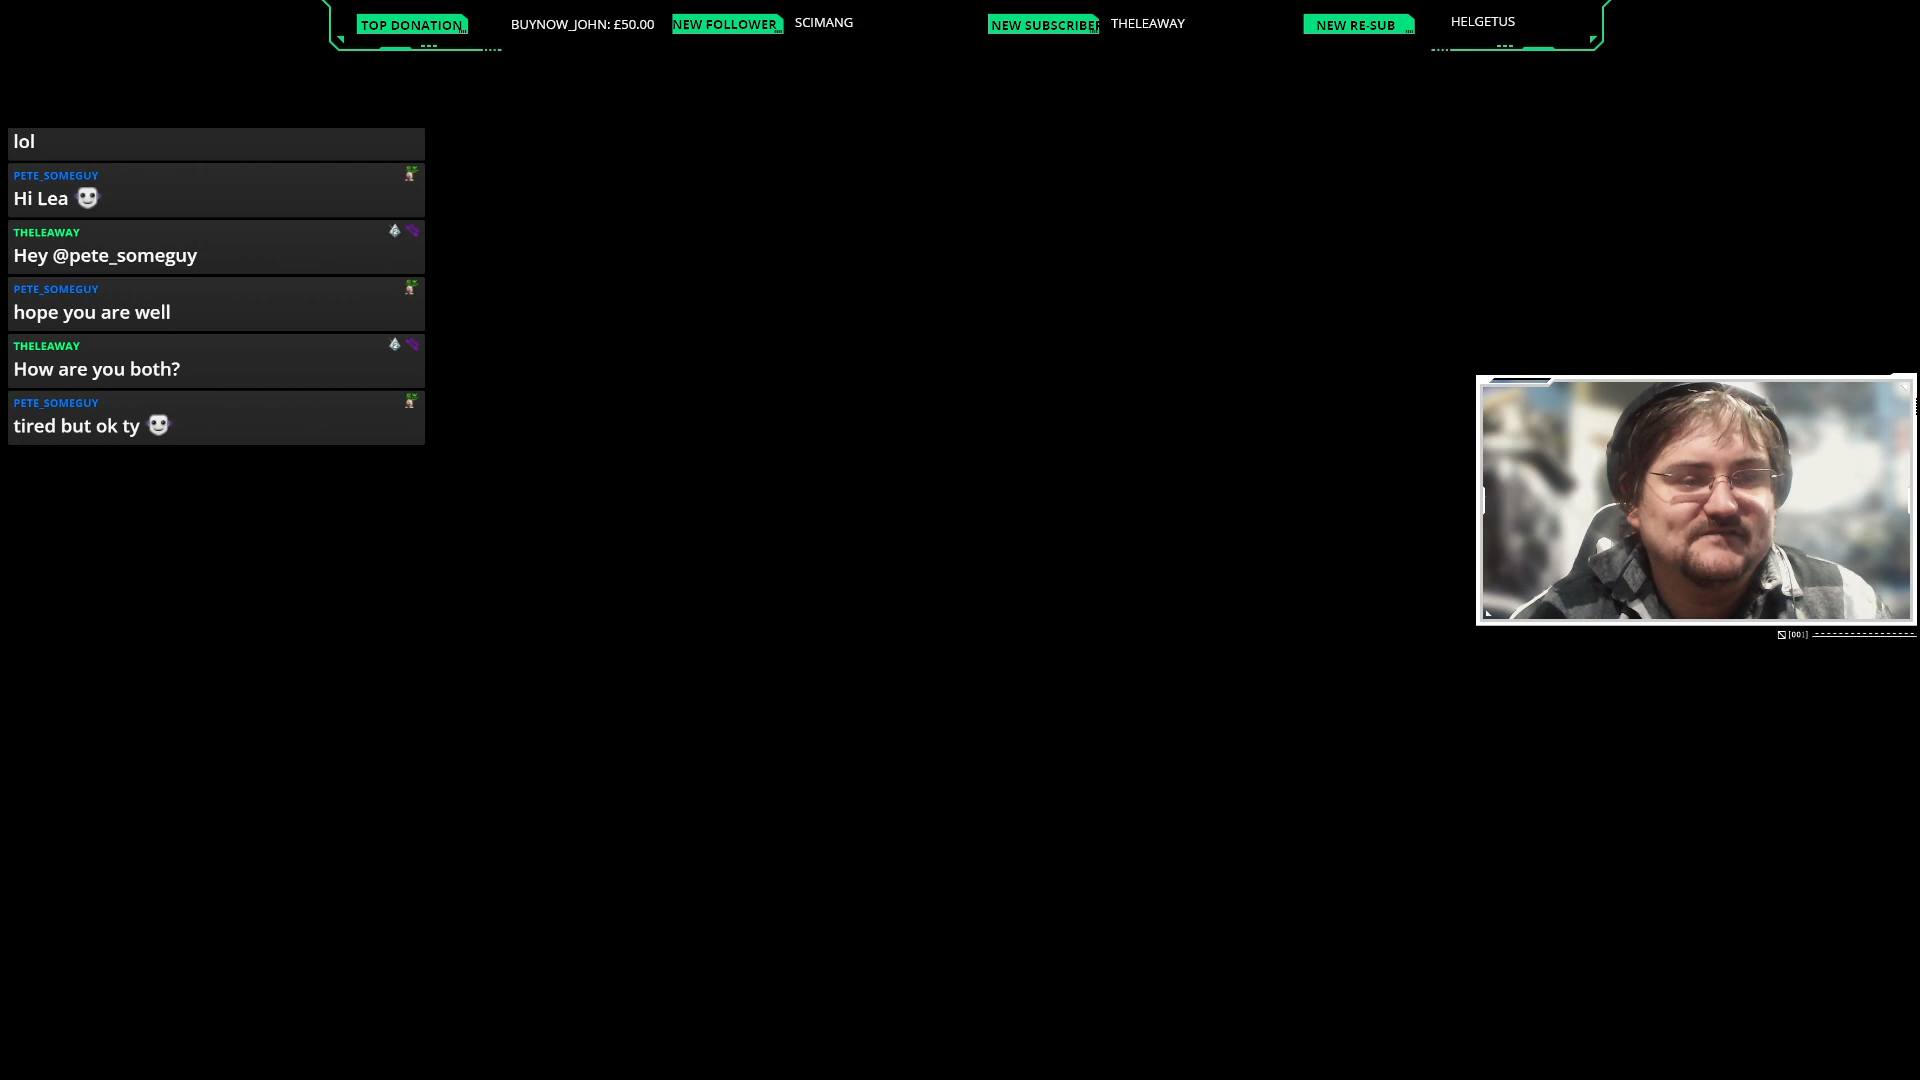 TOP DONATION
BUYNOW_JOHN: £50.00
NEW FOLLOWER
SCIMANG
NEW SUBSCRIBER
THELEAWAY
NEW RE-SUB
HELGETUS
lol
PETE_SOMEGUY
Hi Lea
THELEAWAY
Hey @pete_someguy
PETE_SOMEGUY
hope you are well
THELEAWAY
How are you both?
PETE_SOMEGUY
tired but ok ty
[001]